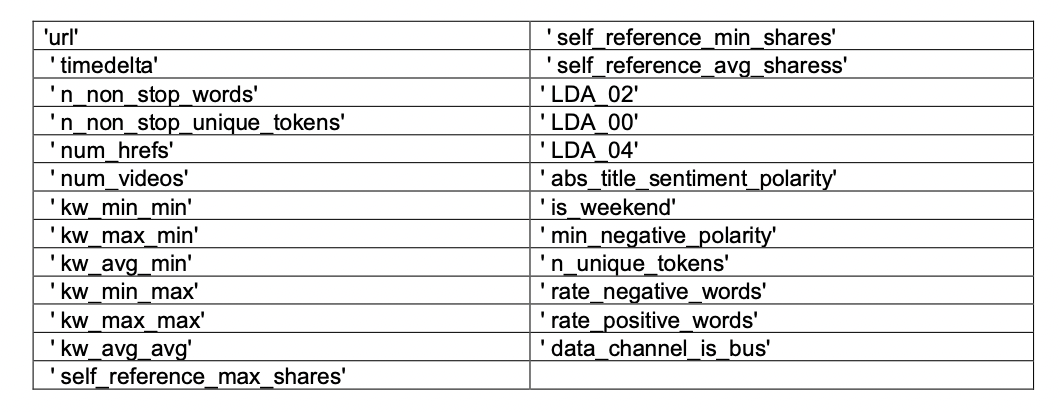 'url'
' self_reference_min_shares'
' timedelta'
' self_reference_avg_sharess'
' n_non_stop_words'
' LDA_02'
' n_non_stop_unique_tokens'
' LDA_00'
' num_hrefs'
' LDA_04'
' num_videos'
' abs_title_sentiment_polarity'
' kw_min_min'
' is_weekend'
' kw_max_min'
' min_negative_polarity'
' kw_avg_min'
' n_unique_tokens'
' kw_min_max'
' rate_negative_words'
' kw_max_max'
' rate_positive_words'
' kw_avg_avg'
' data_channel_is_bus'
' self_reference_max_shares'